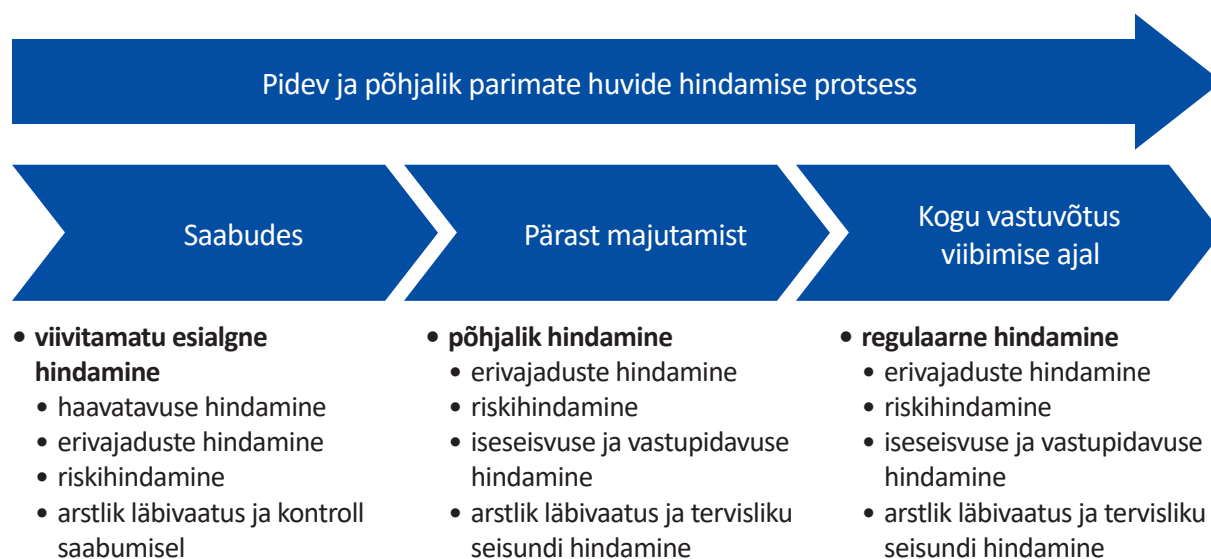 Pidev ja põhjalik parimate huvide hindamise protsess
Saabudes
Pärast majutamist
Kogu vastuvõtus
viibimise ajal
• viivitamatu esialgne
hindamine
• haavatavuse hindamine
• erivajaduste hindamine
• riskihindamine
• arstlik läbivaatus ja kontroll
saabumisel
• põhjalik hindamine
• erivajaduste hindamine
• riskihindamine
• iseseisvuse ja vastupidavuse
hindamine
• arstlik läbivaatus ja tervisliku
seisundi hindamine
• regulaarne hindamine
• erivajaduste hindamine
• riskihindamine
• iseseisvuse ja vastupidavuse
hindamine
• arstlik läbivaatus ja tervisliku
seisundi hindamine